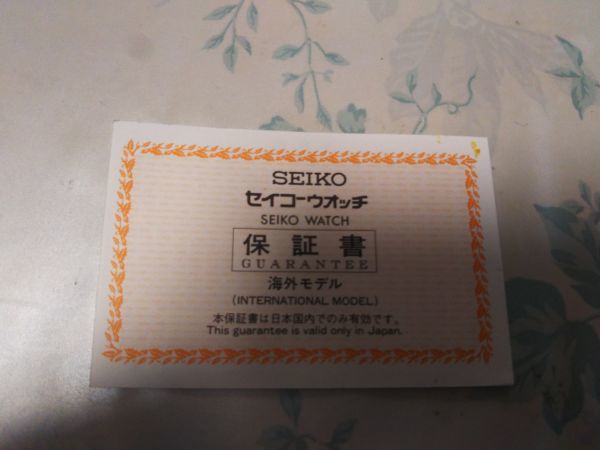 SEIKO
セイコーウオッチ
SEIKO WATCH
保証書
GUARANTEE
海外モデル
(INTERNATIONAL MODEL)
本保証書は日本国内でのみ有効です。
This guarantee is valid only in Japan.